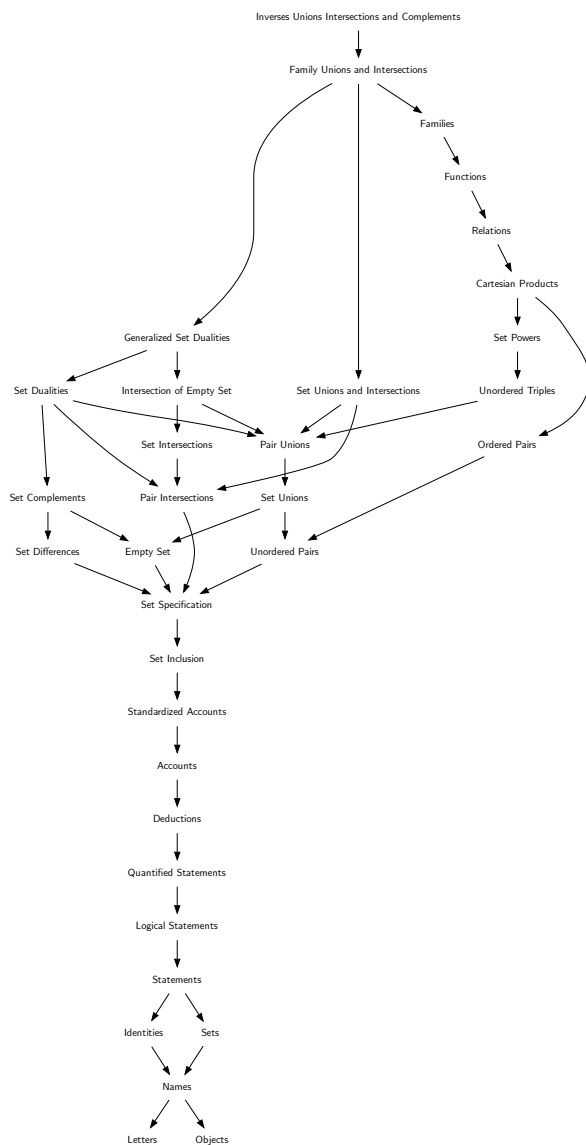 Inverses Unions Intersections and Complements
Family Unions and Intersections
Families
Functions
Relations
Cartesian Products
Generalized Set Dualities
Set Powers
Set Dualities
Intersection of Empty Set
Set Unions and Intersections
Unordered Triples
Set Intersections
Pair Unions
Ordered Pairs
Set Complements
Pair Intersections
Set Unions
Set Differences
Empty Set
Unordered Pairs
Set Specification
Set Inclusion
Standardized Accounts
Accounts
Deductions
Quantified Statements
Logical Statements
Statements
Identities
Sets
Names
Letters
Objects